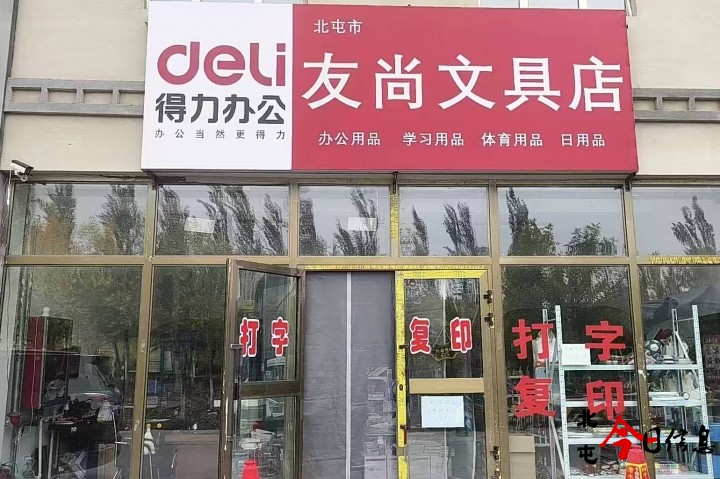 北屯市
deli
得力办公
办公当然更得力
友尚文具店
办公用品 学习用品 体育用品 日用品
打字
复印
打字
复印
北屯今日信息